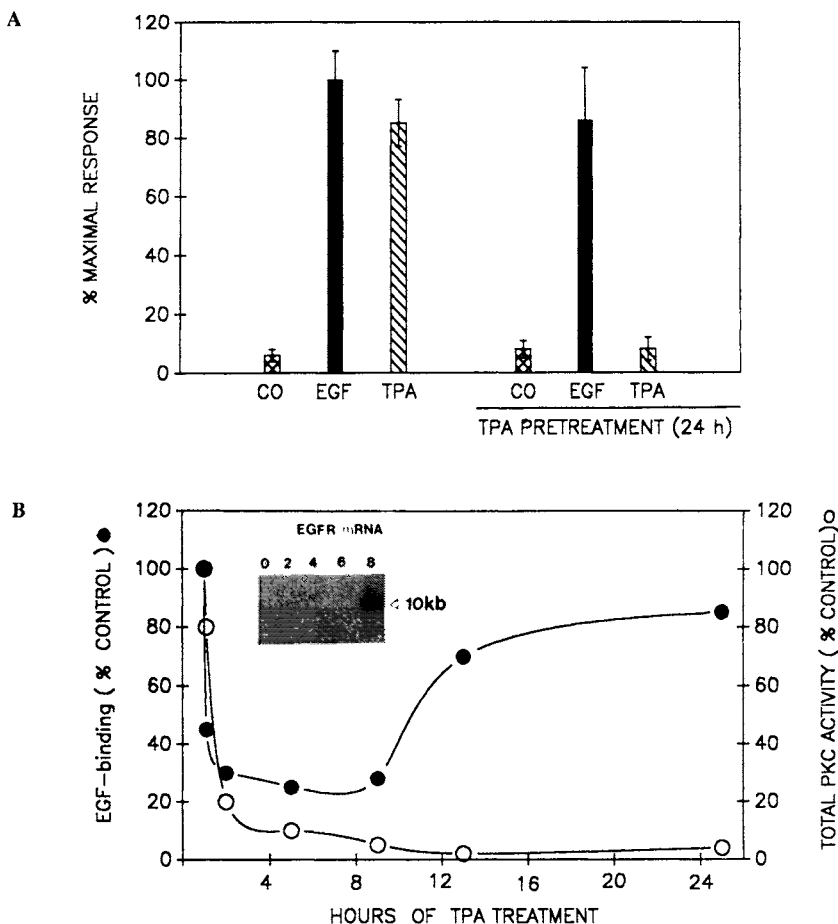 A
% MAXIMAL RESPONSE
120
100
80
60
40
20
0
CO EGF TPA CO EGF TPA
TPA PRETREATMENT (24 h)
B
EGF-binding ( % CONTROL ) ●
120
100
80
60
40
20
0
EGFR mRNA
0 2 4 6 8
◁ 10kb
120
100
80
60
40
20
0
TOTAL PKC ACTIVITY ( % CONTROL)○
4 8 12 16 20 24
HOURS OF TPA TREATMENT